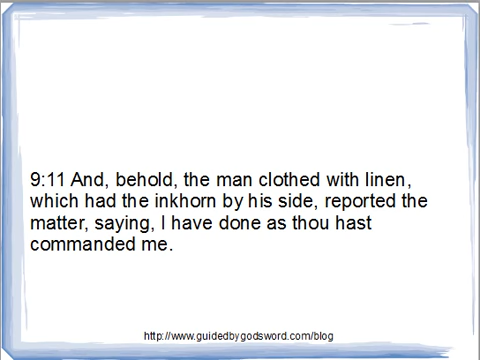 9:11 And, behold, the man clothed with linen,
which had the inkhorn by his side, reported the
matter, saying, I have done as thou hast
commanded me.
http://www.guidedbygodsword.com/blog